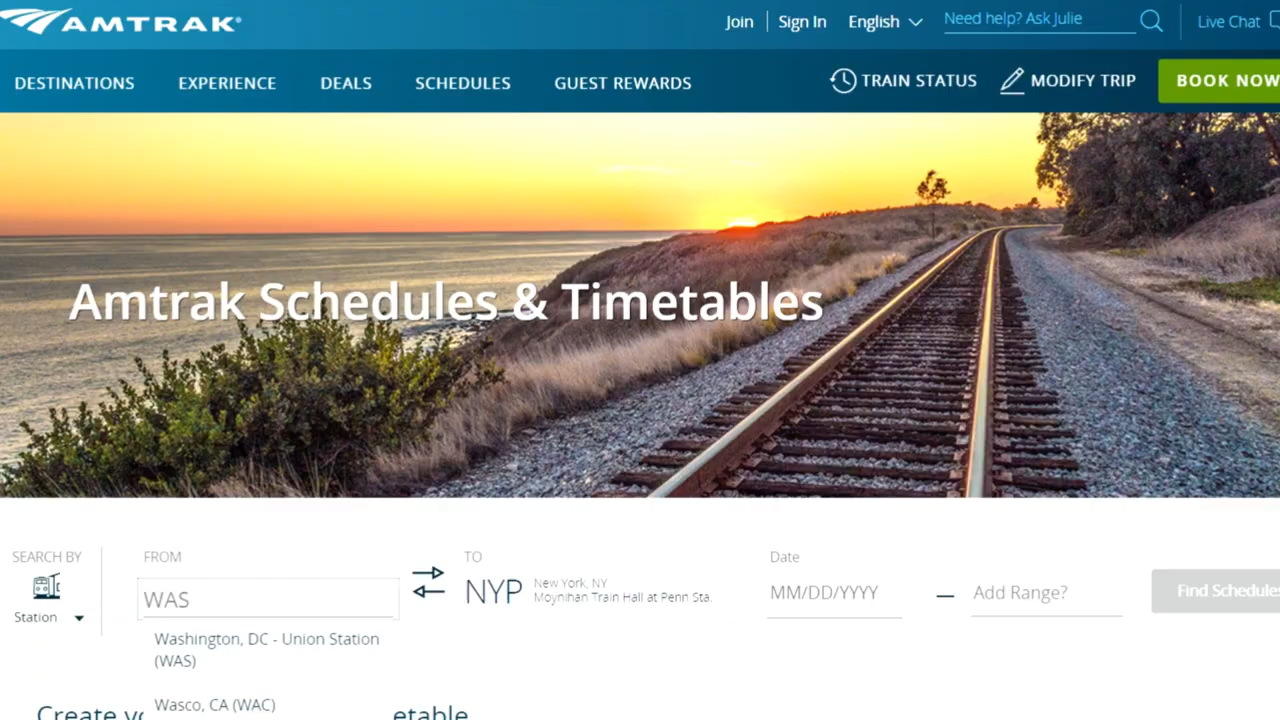 AMTRAK
Join
Sign In
English
Need help? Ask Julie
Live Chat
DESTINATIONS
EXPERIENCE
DEALS
SCHEDULES
GUEST REWARDS
TRAIN STATUS
MODIFY TRIP
BOOK NOW
Amtrak Schedules & Timetables
SEARCH BY
Station
FROM
WAS
Washington, DC - Union Station
(WAS)
Wasco, CA (WAC)
TO
NYP
New York, NY
Moynihan Train Hall at Penn Sta.
Date
MM/DD/YYYY
—
Add Range?
Find Schedules
Create yo
etable